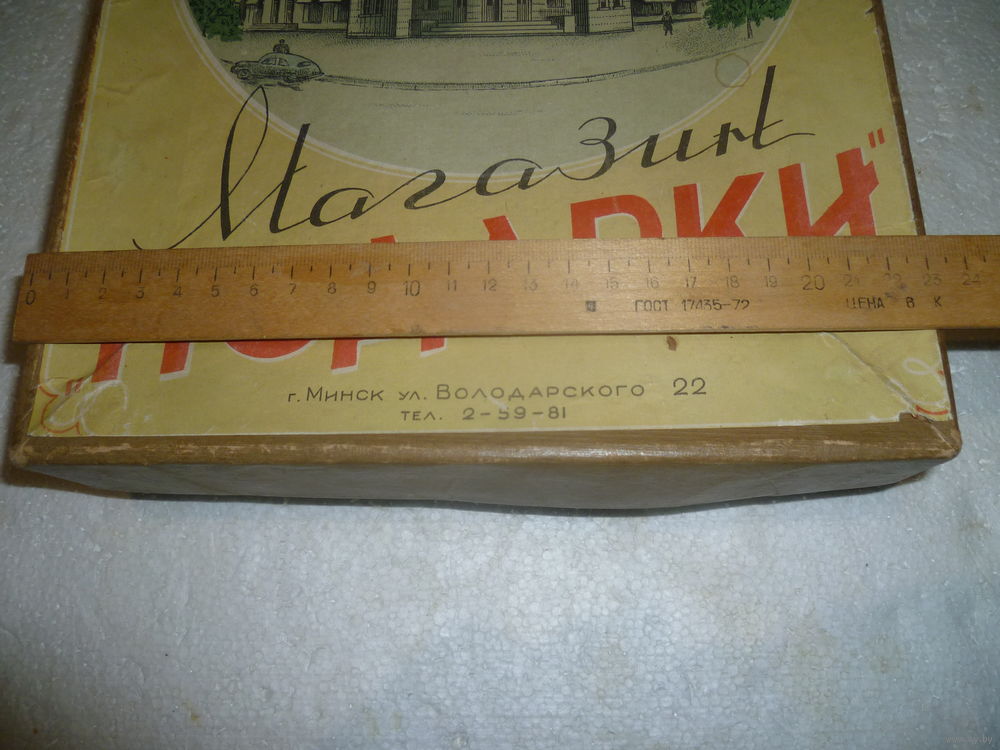 Магазин
"ПОДАРКИ"
0 1 2 3 4 5 6 7 8 9 10 11 12 13 14 15 16 17 18 19 20 21 22 23 24
ГОСТ 17435-72 ЦЕНА 8 К
г. Минск ул. Володарского 22
тел. 2-59-81